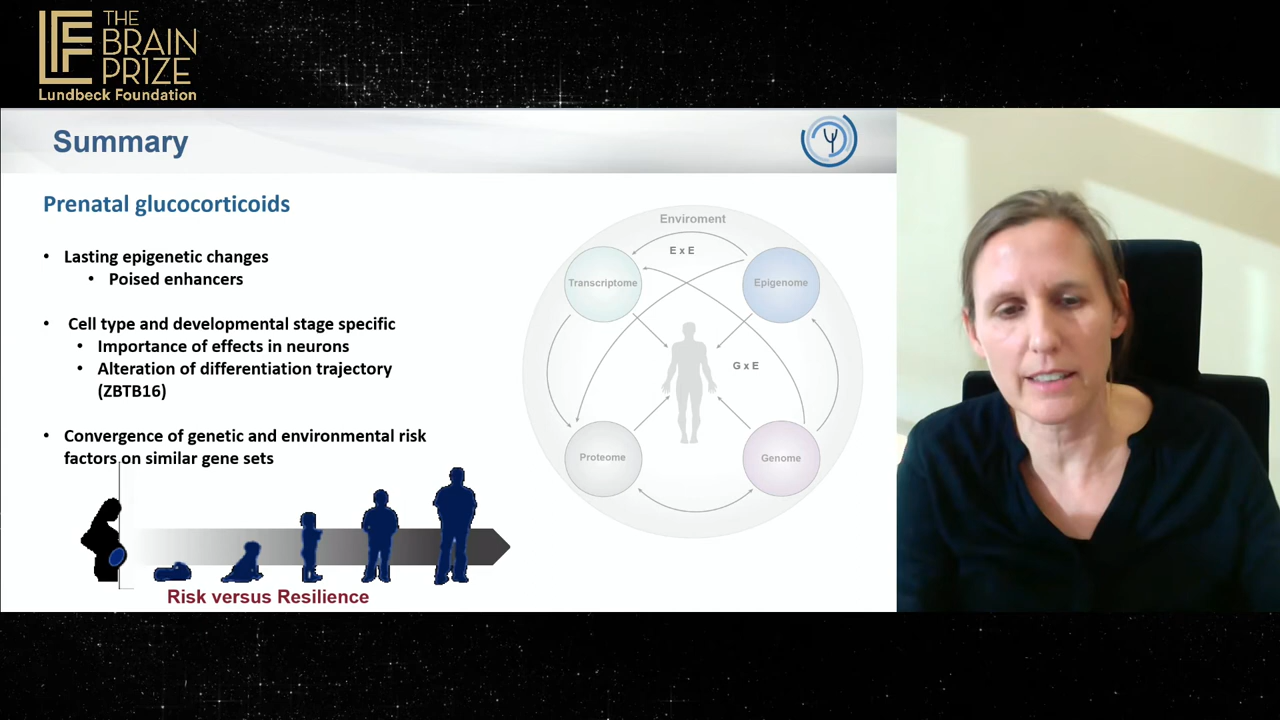 THE
BRAIN
PRIZE
Lundbeck Foundation
Summary
Prenatal glucocorticoids
• Lasting epigenetic changes
• Poised enhancers
• Cell type and developmental stage specific
• Importance of effects in neurons
• Alteration of differentiation trajectory
(ZBTB16)
• Convergence of genetic and environmental risk
factors on similar gene sets
Risk versus Resilience
Enviroment
E x E
Transcriptome
Epigenome
G x E
Proteome
Genome